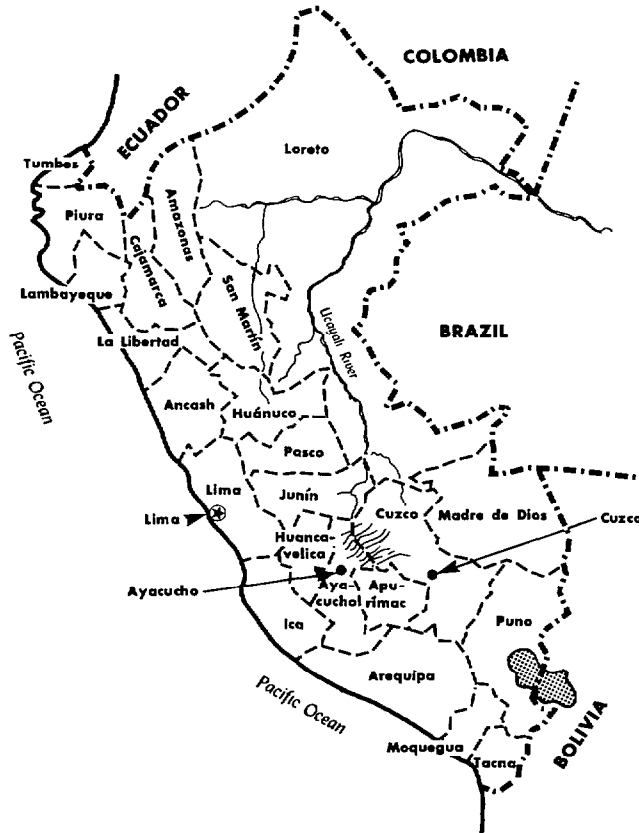 COLOMBIA
ECUADOR
Loreto
Tumbes
Amazonas
Piura
Cajamarca
San Martín
Lambayeque
Ucayali River
BRAZIL
La Libertad
Pacific Ocean
Ancash
Huánuco
Pasco
Lima
Junín
Cuzco
Madre de Dios
Cuzco
Lima
Huanca-
velica
Ayacucho
Aya-
cucho
Apu-
rímac
Ica
Puno
Arequipa
Pacific Ocean
BOLIVIA
Moquegua
Tacna